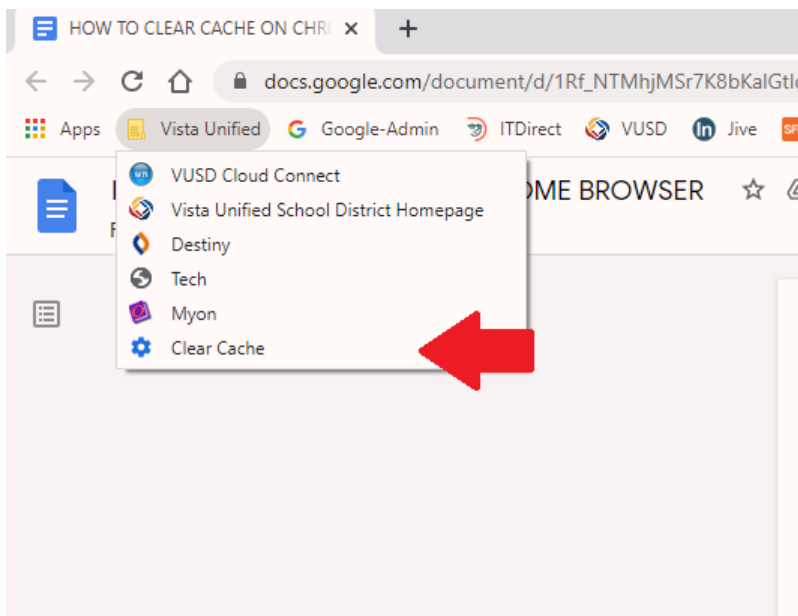 HOW TO CLEAR CACHE ON CHR
docs.google.com/document/d/1Rf_NTMhjMSr7K8bKalGtl
Apps Vista Unified Google-Admin ITDirect VUSD Jive
VUSD Cloud Connect
OME BROWSER
Vista Unified School District Homepage
Destiny
Tech
Myon
Clear Cache